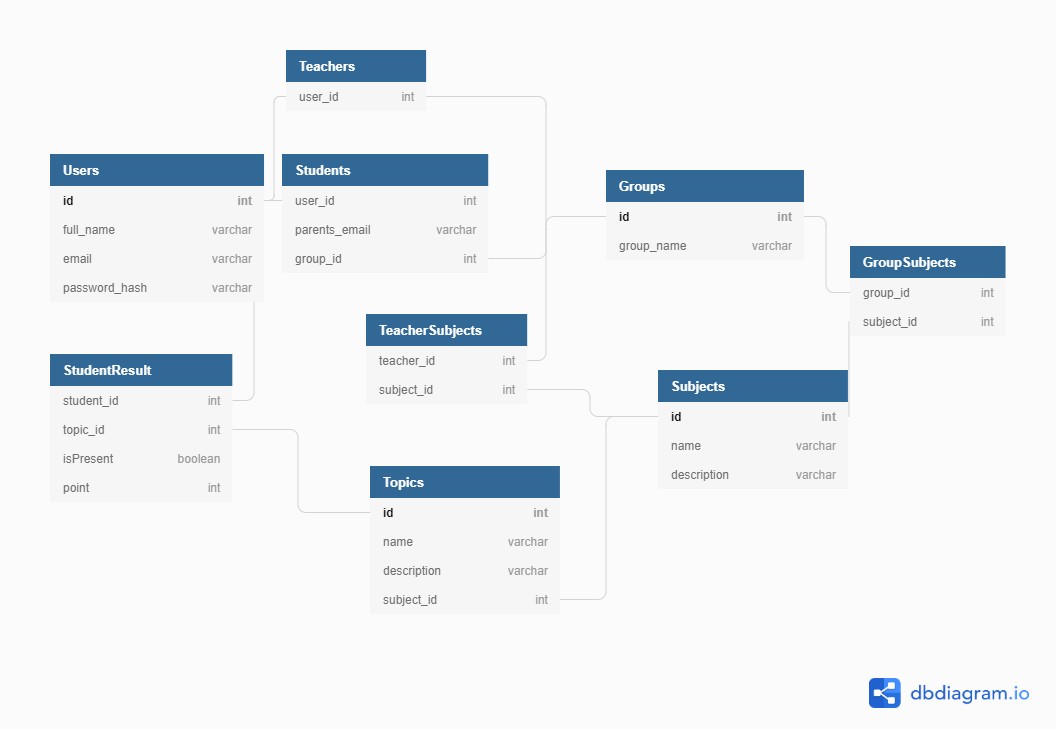 Teachers
user_id int
Users
id int
full_name varchar
email varchar
password_hash varchar
Students
user_id int
parents_email varchar
group_id int
Groups
id int
group_name varchar
GroupSubjects
group_id int
subject_id int
TeacherSubjects
teacher_id int
subject_id int
StudentResult
student_id int
topic_id int
isPresent boolean
point int
Subjects
id int
name varchar
description varchar
Topics
id int
name varchar
description varchar
subject_id int
dbdiagram.io